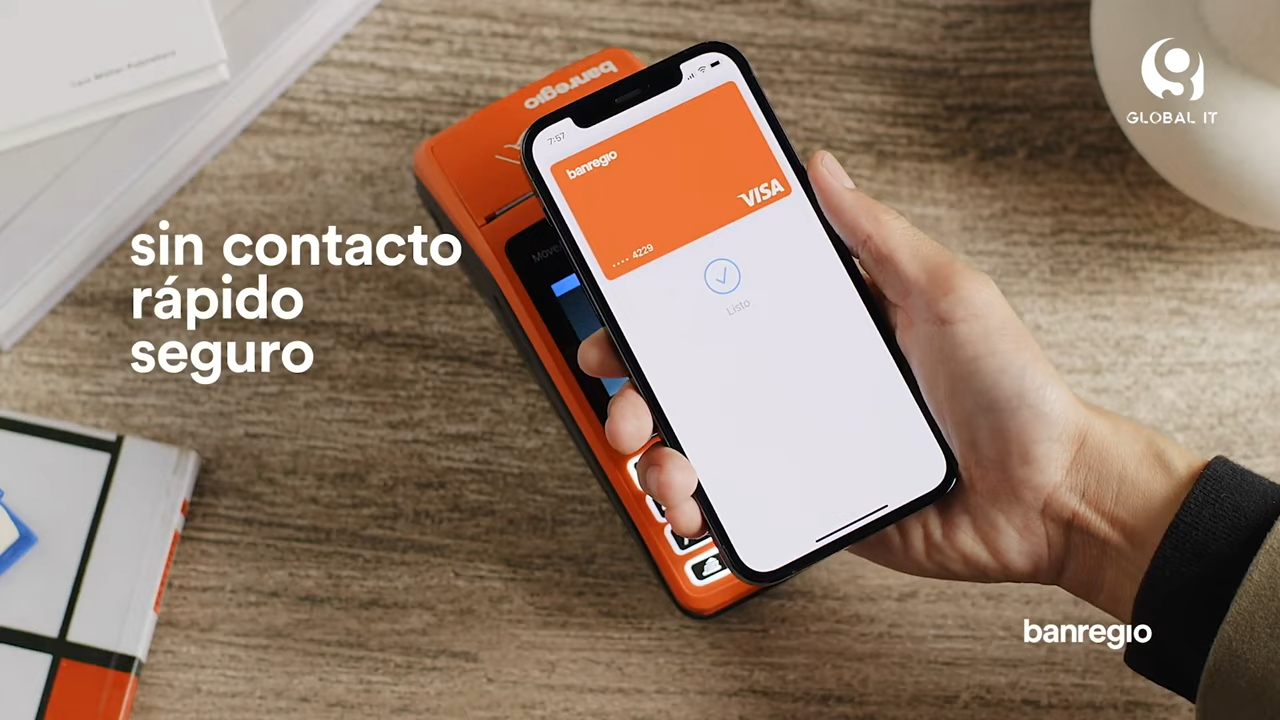 GLOBAL IT
banregio
7:57
banregio
VISA
•••• 4229
Listo
sin contacto
rápido
seguro
banregio